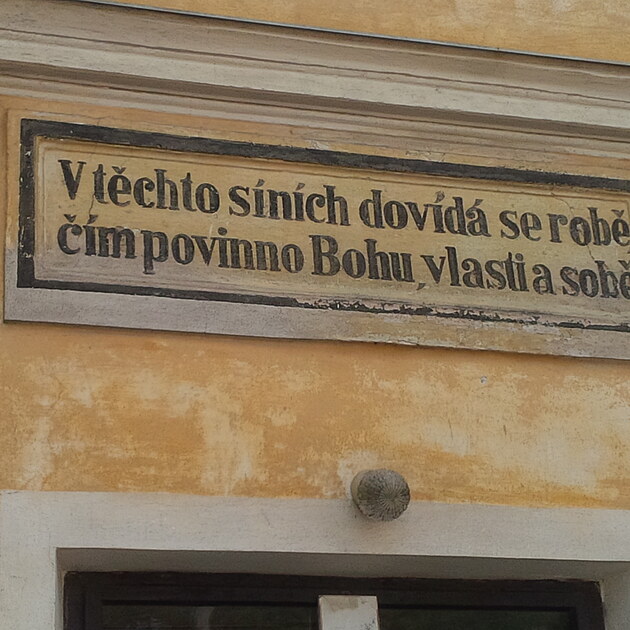 V těchto síních dovídá se robě
čím povinno Bohu, vlasti a sobě